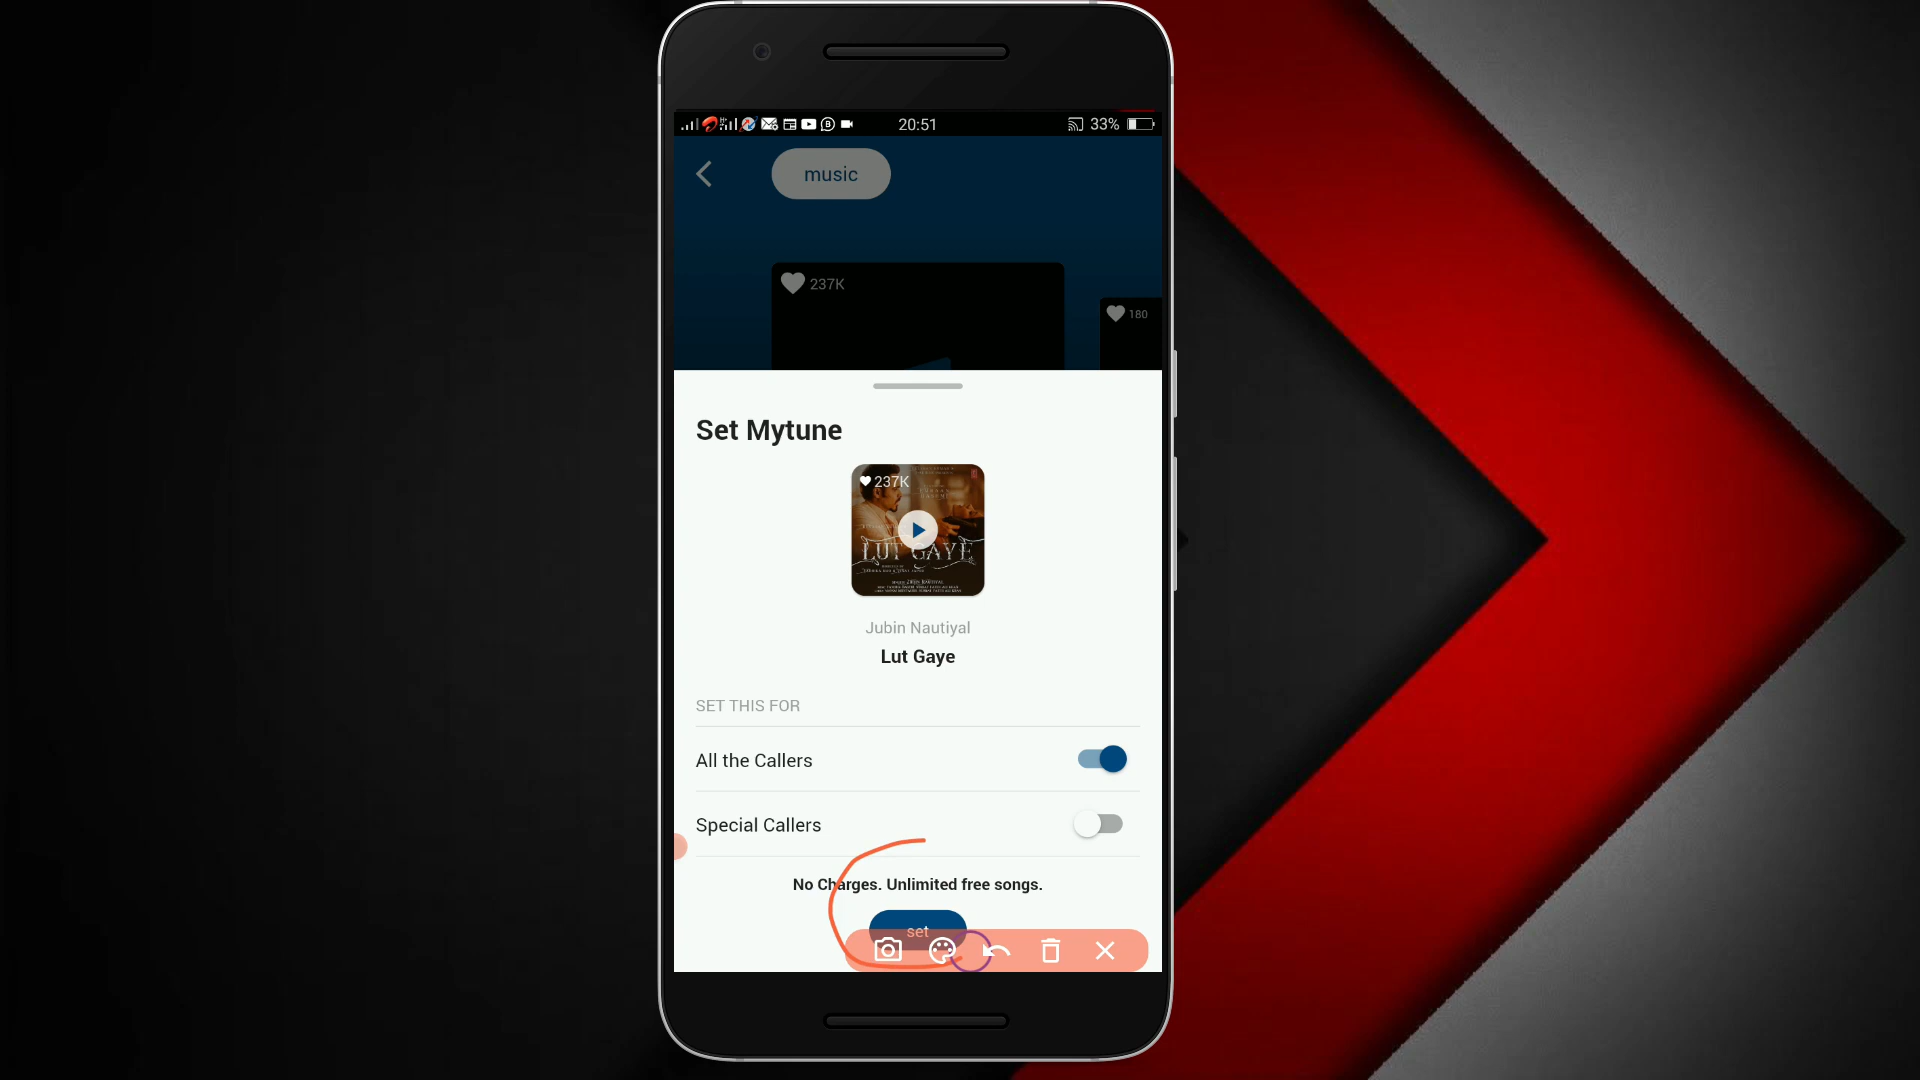 20:51
33%
music
237K
180
Set Mytune
237K
LUT GAYE
Jubin Nautiyal
Lut Gaye
SET THIS FOR
All the Callers
Special Callers
No Charges. Unlimited free songs.
set